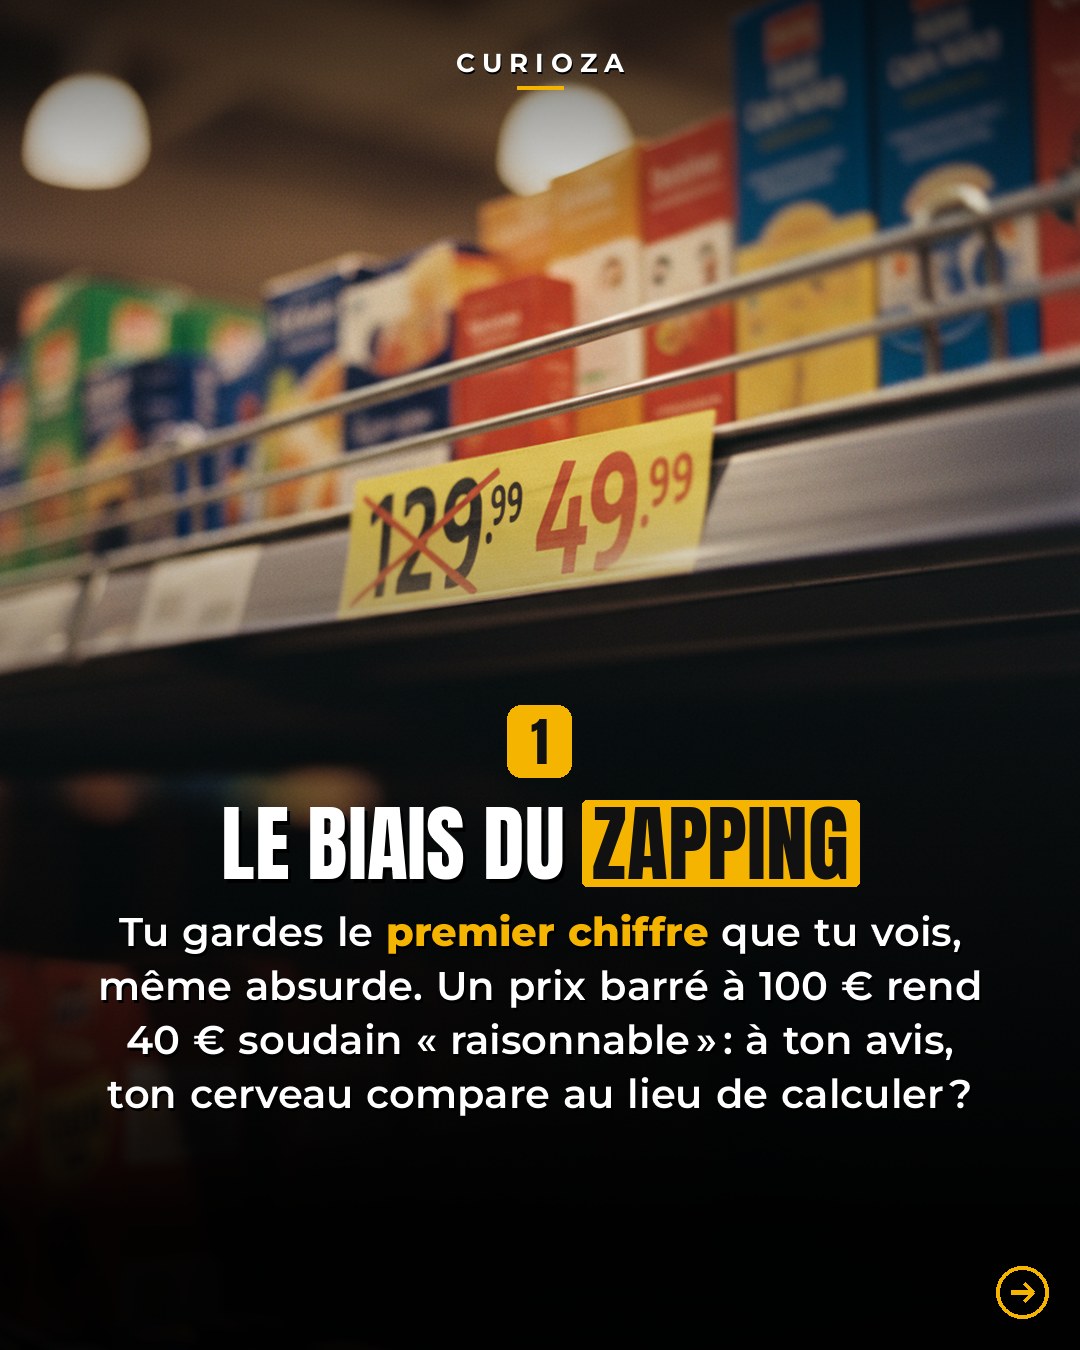 CURIOZA
129.99 49.99
1
LE BIAIS DU ZAPPING
Tu gardes le premier chiffre que tu vois,
même absurde. Un prix barré à 100 € rend
40 € soudain « raisonnable » : à ton avis,
ton cerveau compare au lieu de calculer ?